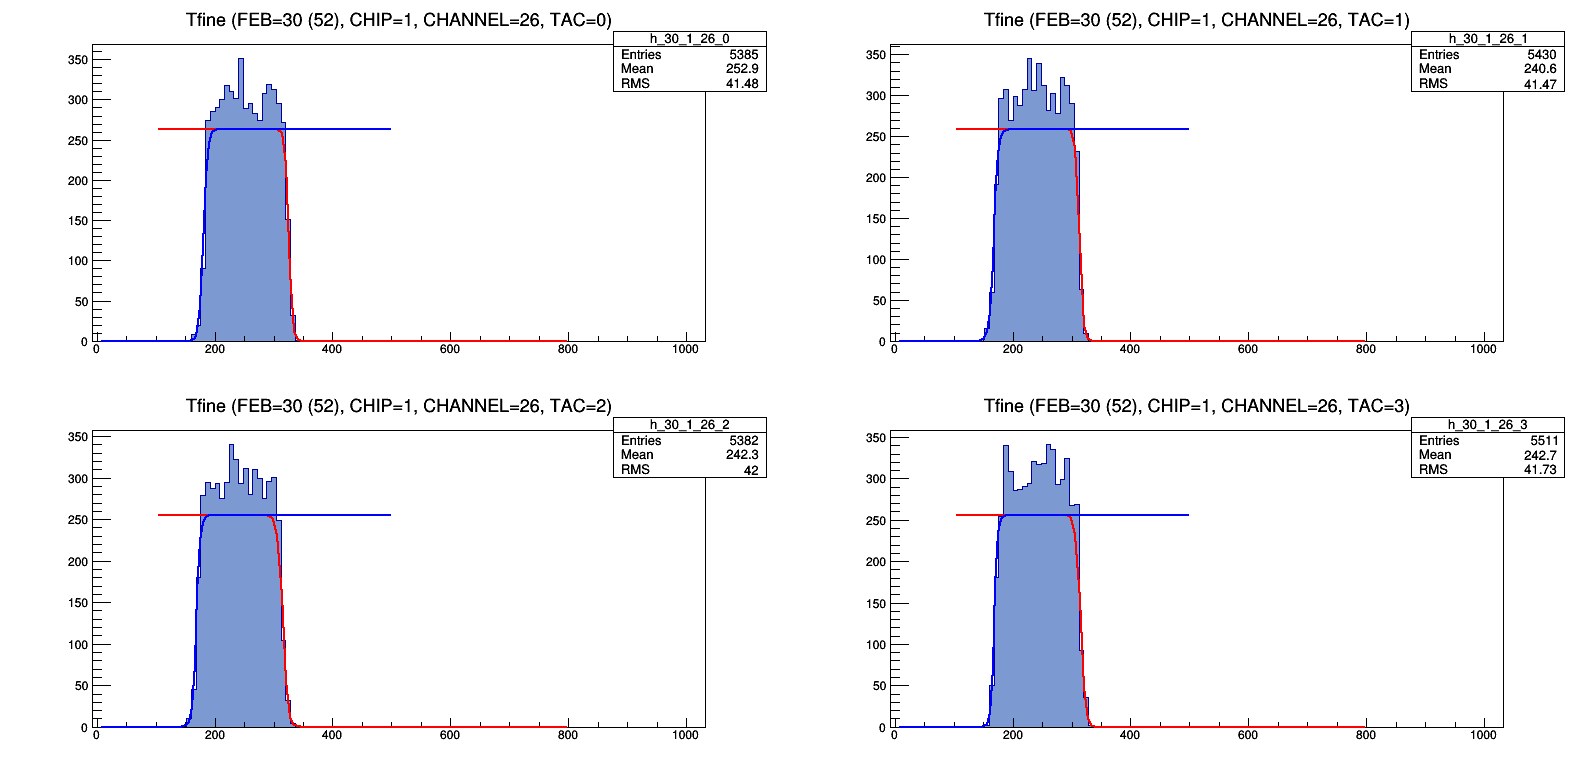 Tfine (FEB=30 (52), CHIP=1, CHANNEL=26, TAC=0)
h_30_1_26_0
Entries 5385
Mean 252.9
RMS 41.48
350
300
250
200
150
100
50
0
0 200 400 600 800 1000
Tfine (FEB=30 (52), CHIP=1, CHANNEL=26, TAC=1)
h_30_1_26_1
Entries 5430
Mean 240.6
RMS 41.47
350
300
250
200
150
100
50
0
0 200 400 600 800 1000
Tfine (FEB=30 (52), CHIP=1, CHANNEL=26, TAC=2)
h_30_1_26_2
Entries 5382
Mean 242.3
RMS 42
350
300
250
200
150
100
50
0
0 200 400 600 800 1000
Tfine (FEB=30 (52), CHIP=1, CHANNEL=26, TAC=3)
h_30_1_26_3
Entries 5511
Mean 242.7
RMS 41.73
350
300
250
200
150
100
50
0
0 200 400 600 800 1000